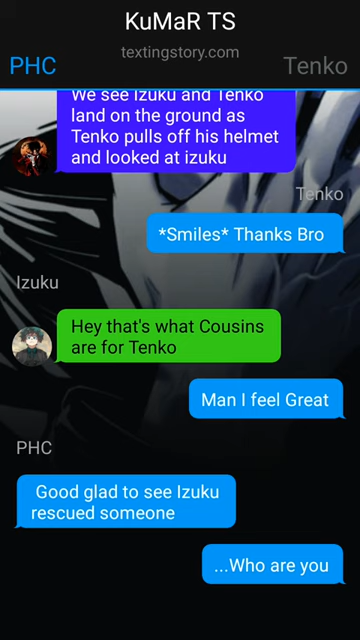 KuMaR TS
textingstory.com
PHC
Tenko
We see Izuku and Tenko
land on the ground as
Tenko pulls off his helmet
and looked at izuku
Tenko
*Smiles* Thanks Bro
Izuku
Hey that's what Cousins
are for Tenko
Man I feel Great
PHC
Good glad to see Izuku
rescued someone
...Who are you